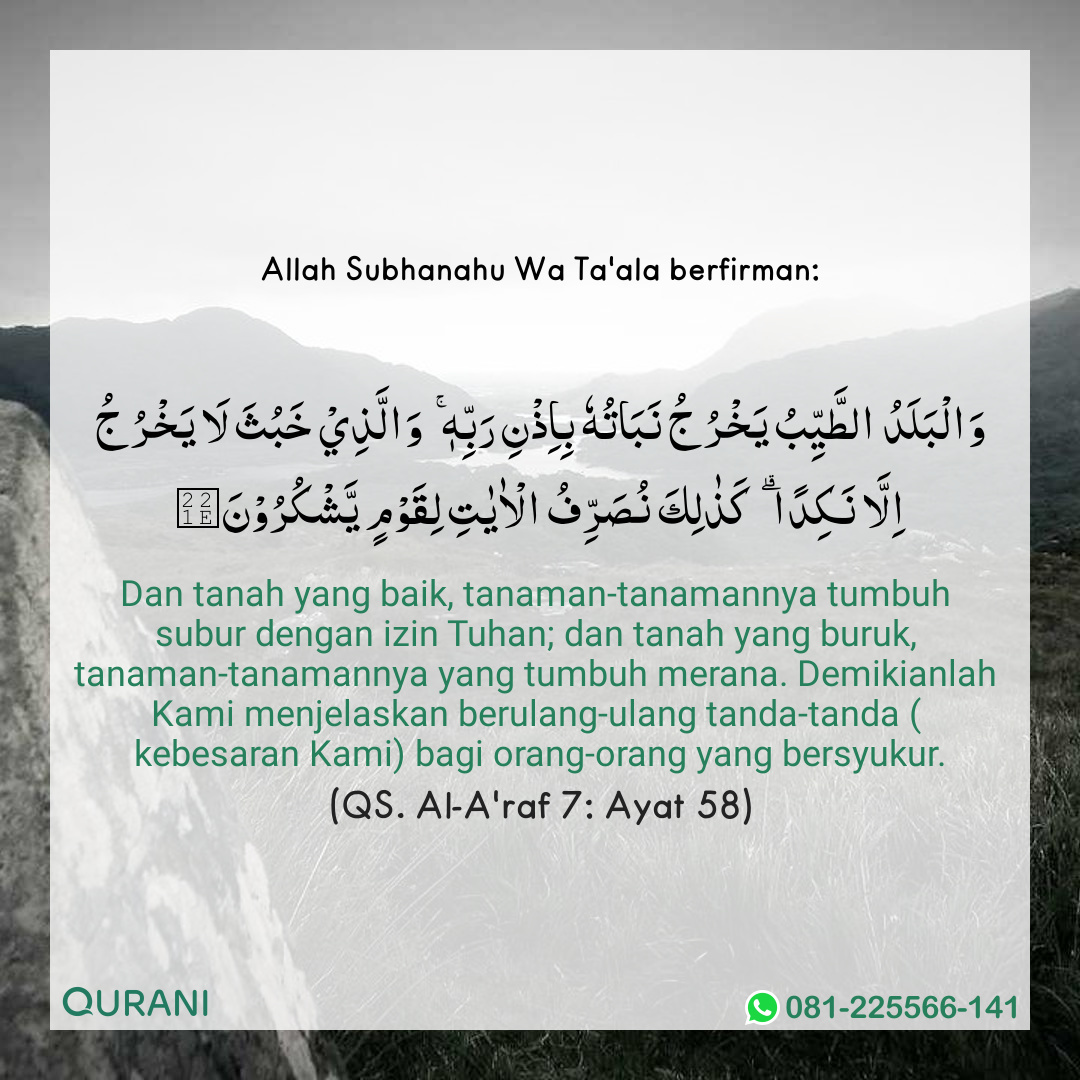 Allah Subhanahu Wa Ta'ala berfirman:
وَالْبَلَدُ الطَّيِّبُ يَخْرُجُ نَبَاتُهٗ بِاِذْنِ رَبِّهٖ ۚ وَالَّذِيْ خَبُثَ لَا يَخْرُجُ
اِلَّا نَـكِدًا ۗ كَذٰلِكَ نُصَرِّفُ الْاٰيٰتِ لِقَوْمٍ يَّشْكُرُوْنَ∞
Dan tanah yang baik, tanaman-tanamannya tumbuh
subur dengan izin Tuhan; dan tanah yang buruk,
tanaman-tanamannya yang tumbuh merana. Demikianlah
Kami menjelaskan berulang-ulang tanda-tanda (
kebesaran Kami) bagi orang-orang yang bersyukur.
(QS. Al-A'raf 7: Ayat 58)
QURANI
081-225566-141